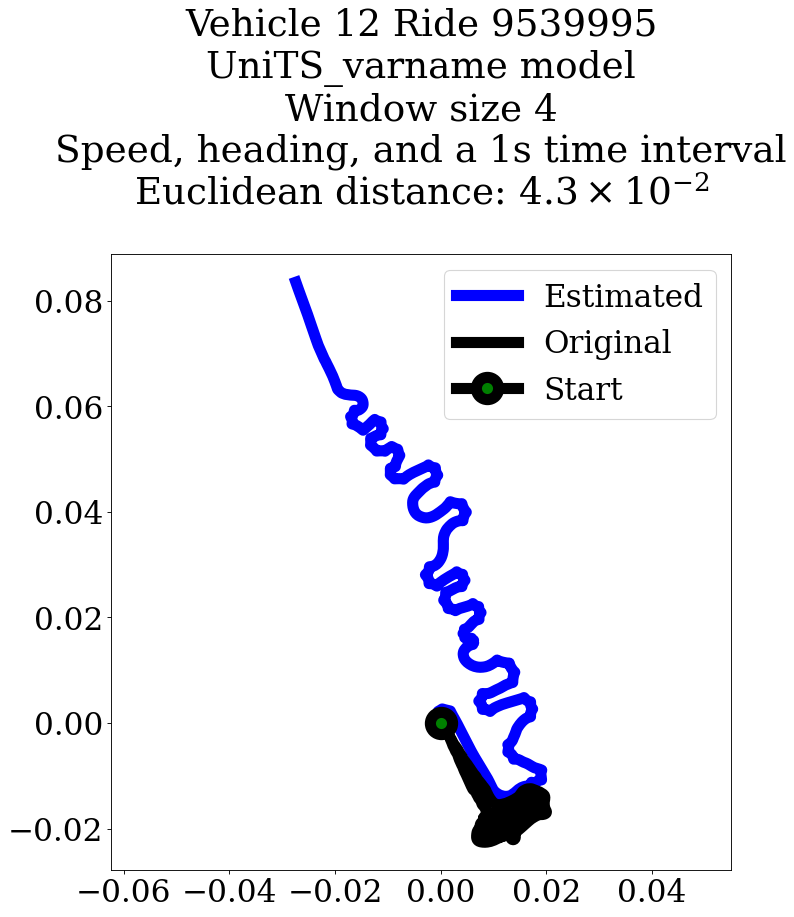 Vehicle 12 Ride 9539995
UniTS_varname model
Window size 4
Speed, heading, and a 1s time interval
Euclidean distance: 4.3 × 10⁻²
Estimated
Original
Start
0.08
0.06
0.04
0.02
0.00
−0.02
−0.06 −0.04 −0.02 0.00 0.02 0.04